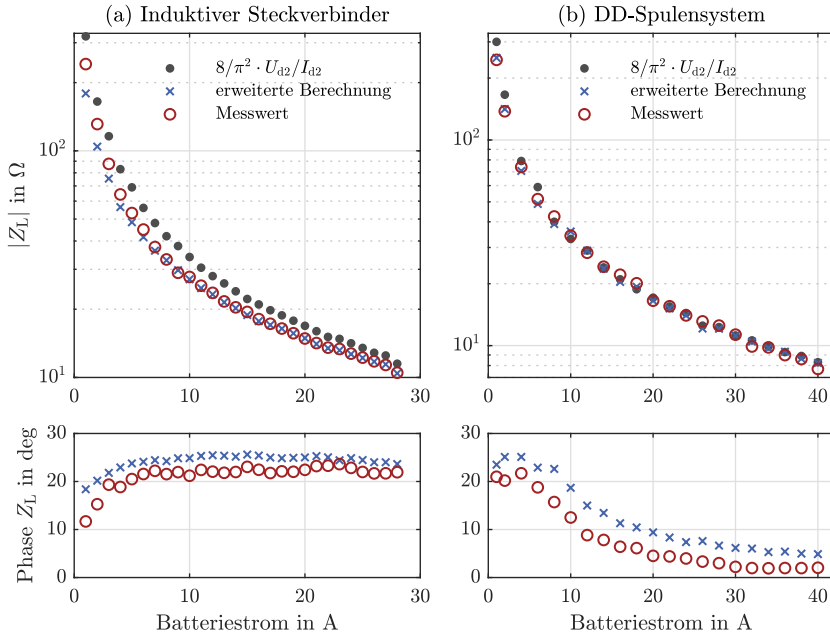 (a) Induktiver Steckverbinder
(b) DD-Spulensystem
8/π² · U_d2/I_d2
erweiterte Berechnung
Messwert
8/π² · U_d2/I_d2
erweiterte Berechnung
Messwert
|Z_L| in Ω
10²
10¹
0 10 20 30
10²
10¹
0 10 20 30 40
Phase Z_L in deg
30
20
10
0
0 10 20 30
Batteriestrom in A
30
20
10
0
0 10 20 30 40
Batteriestrom in A